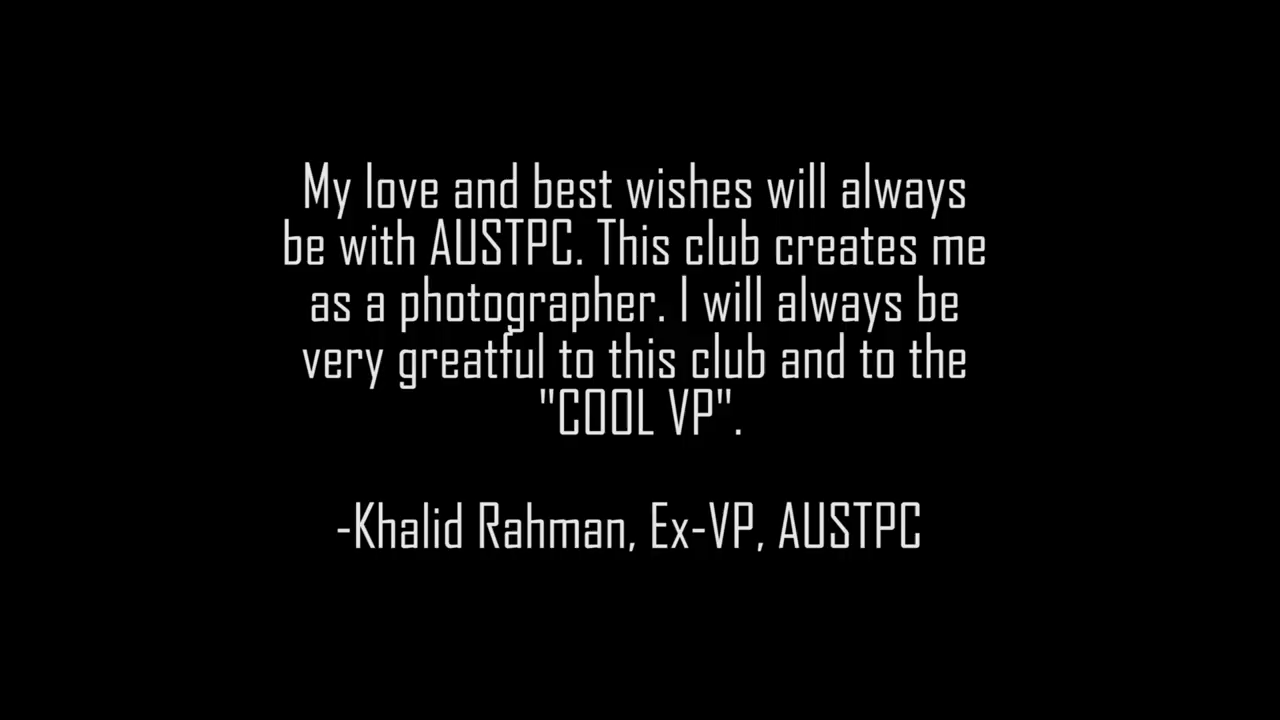 My love and best wishes will always
be with AUSTPC. This club creates me
as a photographer. I will always be
very greatful to this club and to the
"COOL VP".
-Khalid Rahman, Ex-VP, AUSTPC